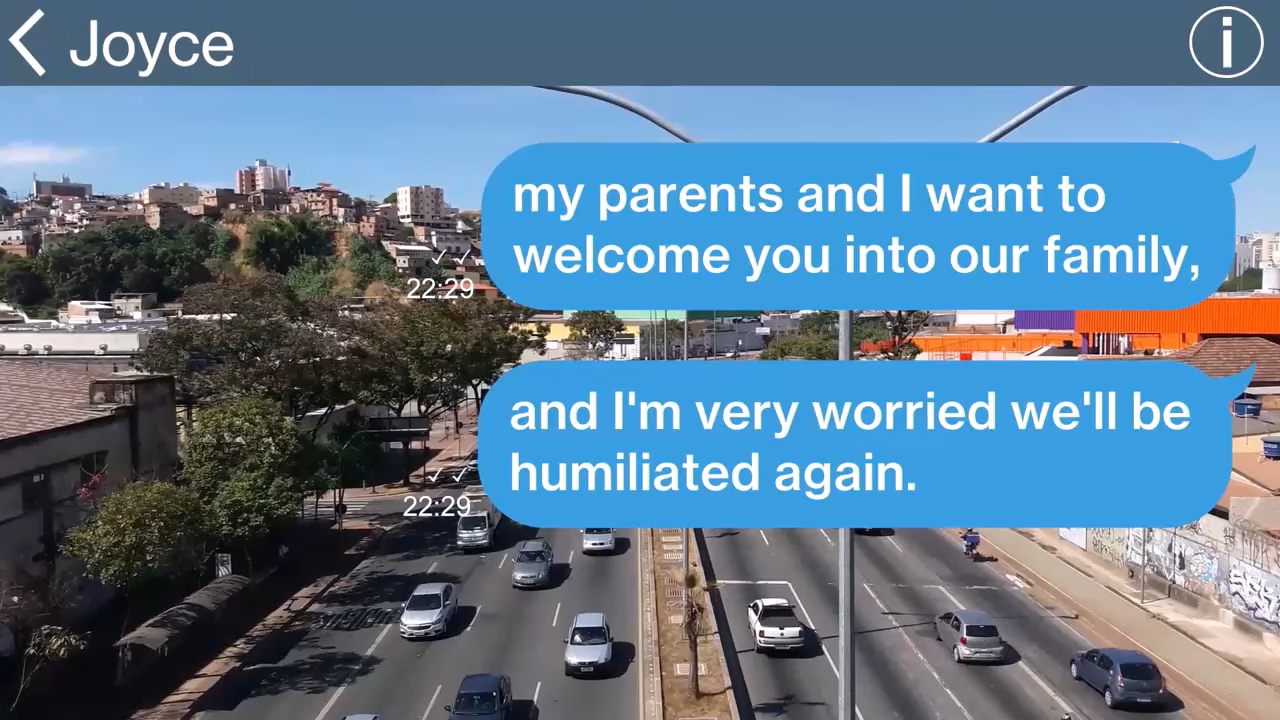 Joyce
my parents and I want to
welcome you into our family,
22:29
and I'm very worried we'll be
humiliated again.
22:29